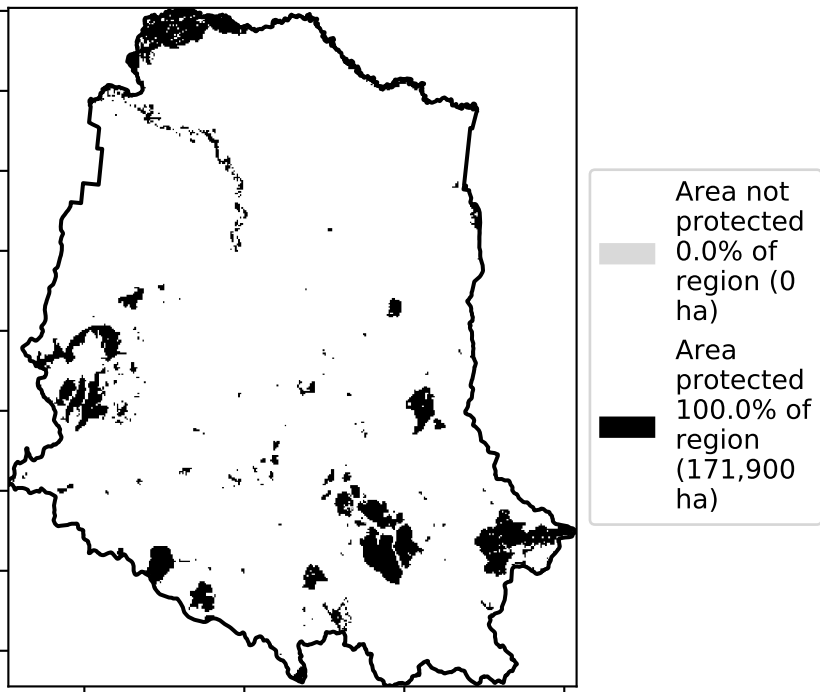 Area not
protected
0.0% of
region (0
ha)
Area
protected
100.0% of
region
(171,900
ha)